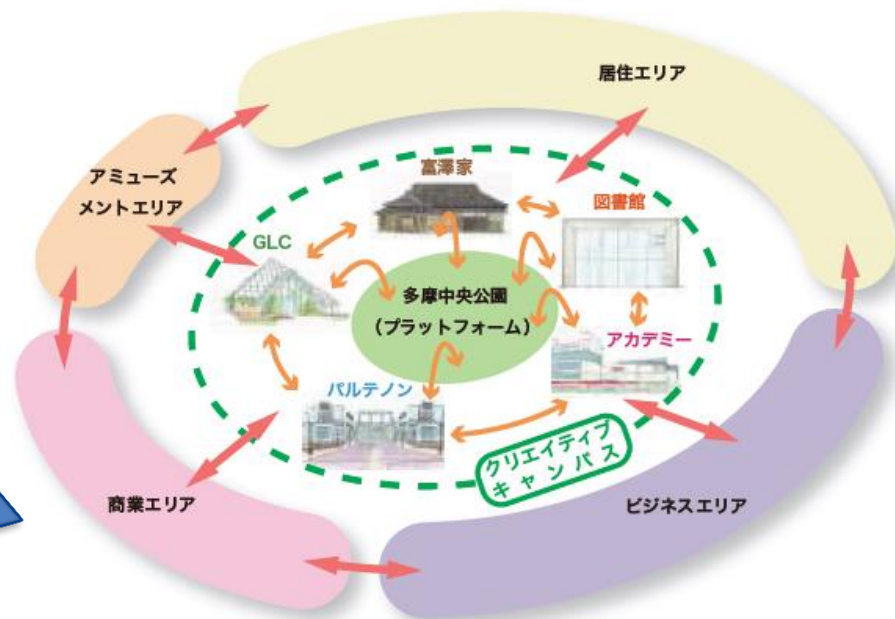 居住エリア
アミューズ
メントエリア
富澤家
図書館
GLC
多摩中央公園
(プラットフォーム)
アカデミー
パルテノン
クリエイティブ
キャンパス
商業エリア
ビジネスエリア